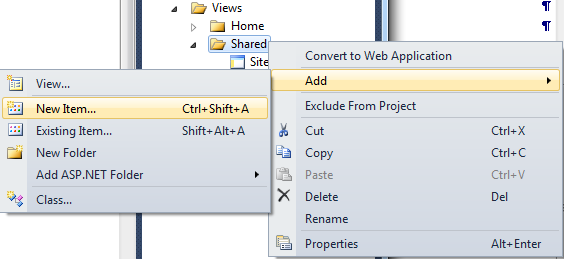 Views
Home
Shared
Site
Convert to Web Application
Add
Exclude From Project
Cut Ctrl+X
Copy Ctrl+C
Paste Ctrl+V
Delete Del
Rename
Properties Alt+Enter
View...
New Item... Ctrl+Shift+A
Existing Item... Shift+Alt+A
New Folder
Add ASP.NET Folder
Class...
¶
¶